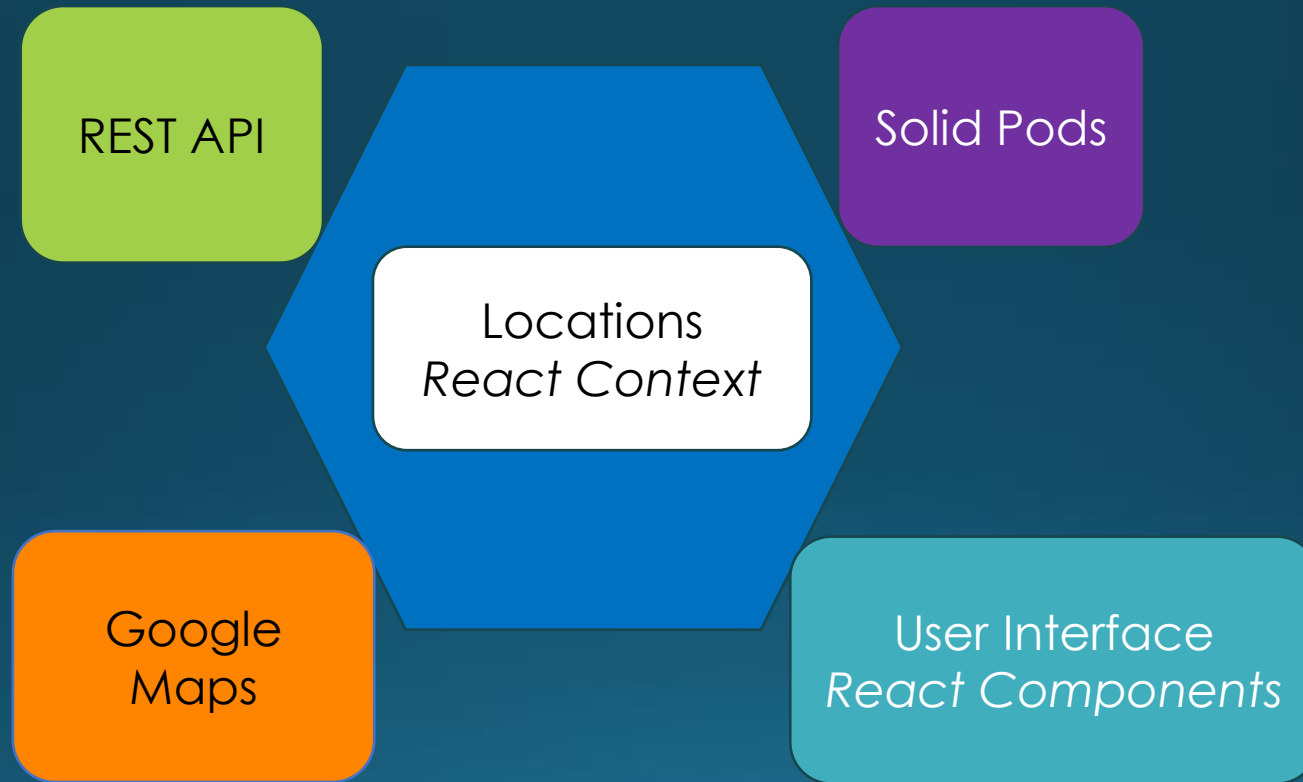 REST API
Solid Pods
Locations
React Context
Google
Maps
User Interface
React Components